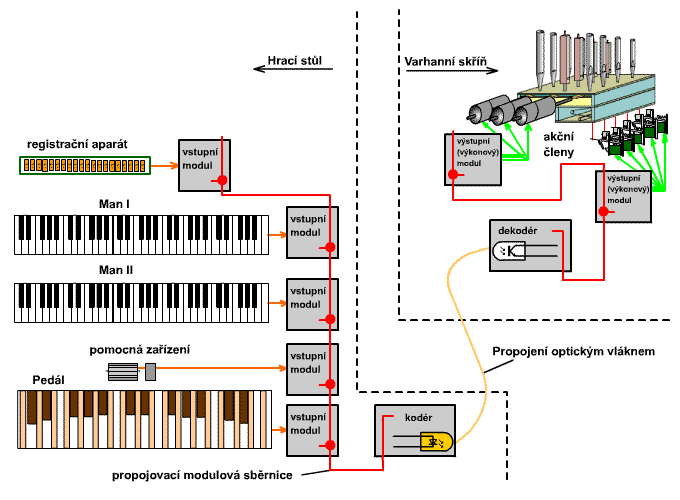 Hrací stůl
Varhanní skříň
registrační aparát
vstupní
modul
akční
členy
výstupní
(výkonový)
modul
výstupní
(výkonový)
modul
Man I
vstupní
modul
dekodér
Man II
vstupní
modul
pomocná zařízení
vstupní
modul
Propojení optickým vláknem
Pedál
vstupní
modul
kodér
propojovací modulová sběrnice